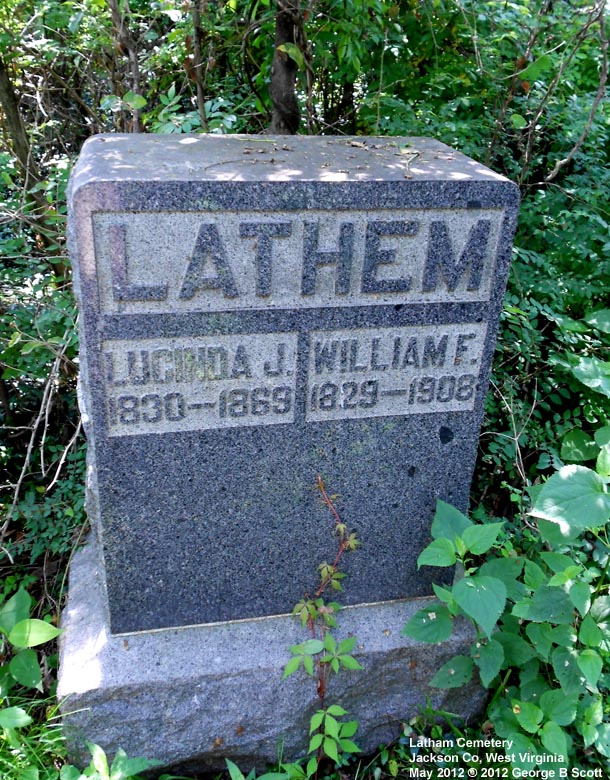 LATHEM
LUCINDA J. WILLIAM F.
1830—1869 1829—1908
Latham Cemetery
Jackson Co, West Virginia
May 2012 ® 2012 George E Scott